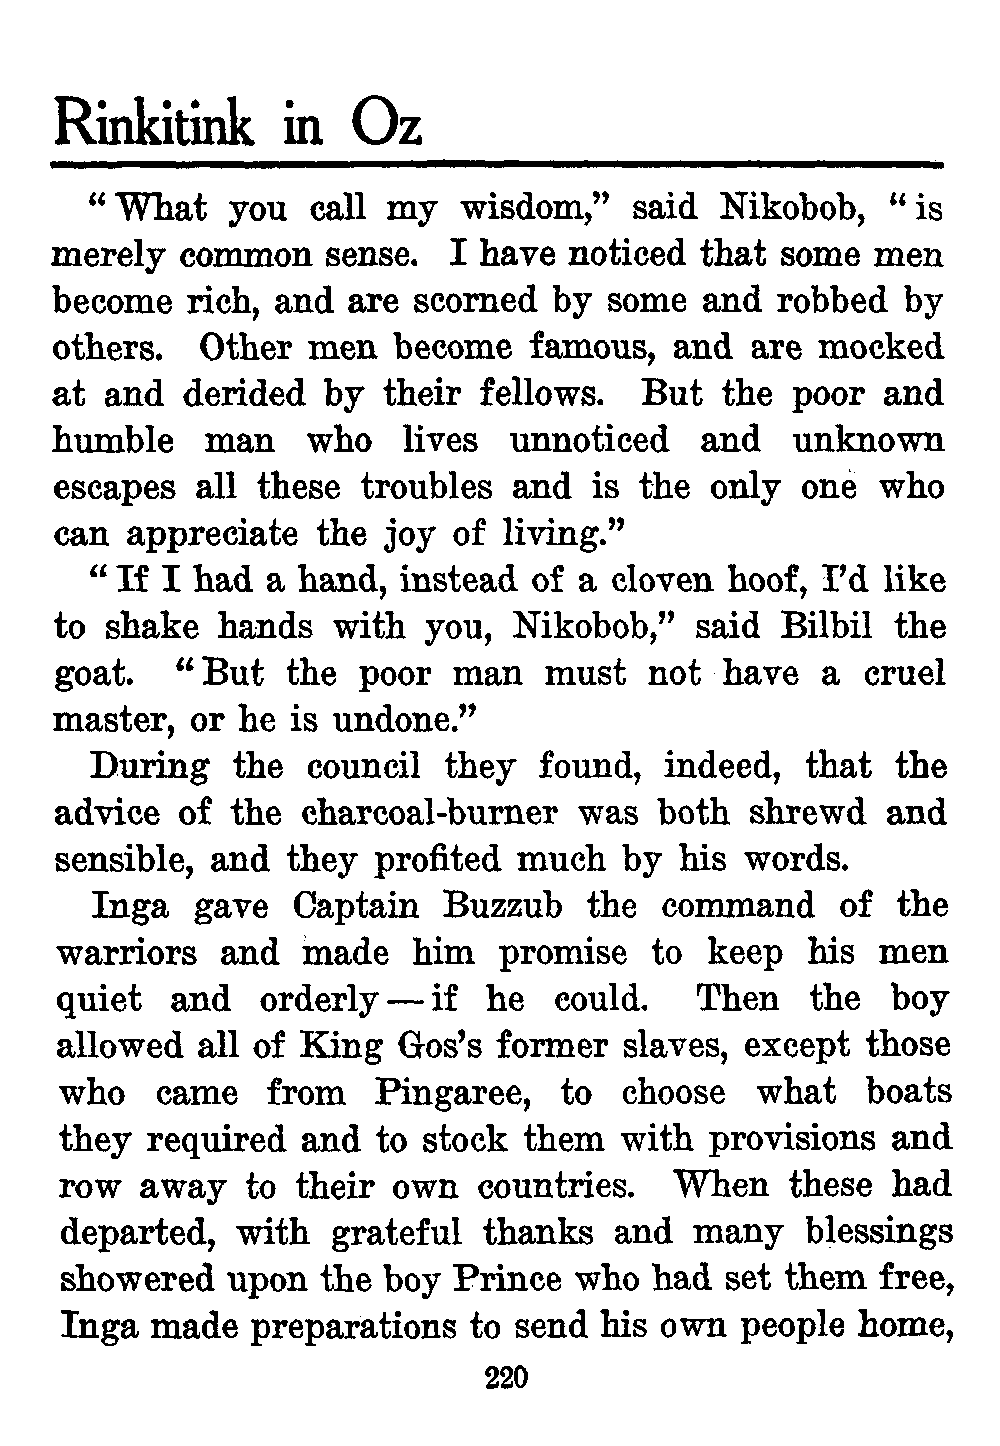 Rinkitink in Oz
“ What you call my wisdom,” said Nikobob, “ is
merely common sense. I have noticed that some men
become rich, and are scorned by some and robbed by
others. Other men become famous, and are mocked
at and derided by their fellows. But the poor and
humble man who lives unnoticed and unknown
escapes all these troubles and is the only one who
can appreciate the joy of living.”
“ If I had a hand, instead of a cloven hoof, I’d like
to shake hands with you, Nikobob,” said Bilbil the
goat. “ But the poor man must not have a cruel
master, or he is undone.”
During the council they found, indeed, that the
advice of the charcoal-burner was both shrewd and
sensible, and they profited much by his words.
Inga gave Captain Buzzub the command of the
warriors and made him promise to keep his men
quiet and orderly — if he could. Then the boy
allowed all of King Gos’s former slaves, except those
who came from Pingaree, to choose what boats
they required and to stock them with provisions and
row away to their own countries. When these had
departed, with grateful thanks and many blessings
showered upon the boy Prince who had set them free,
Inga made preparations to send his own people home,
220